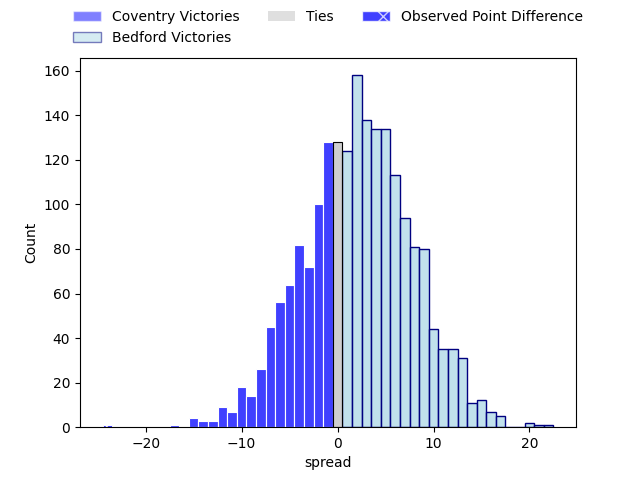 Coventry Victories
Ties
Observed Point Difference
Bedford Victories
160
140
120
100
80
60
40
20
0
Count
−20
−10
0
10
20
spread